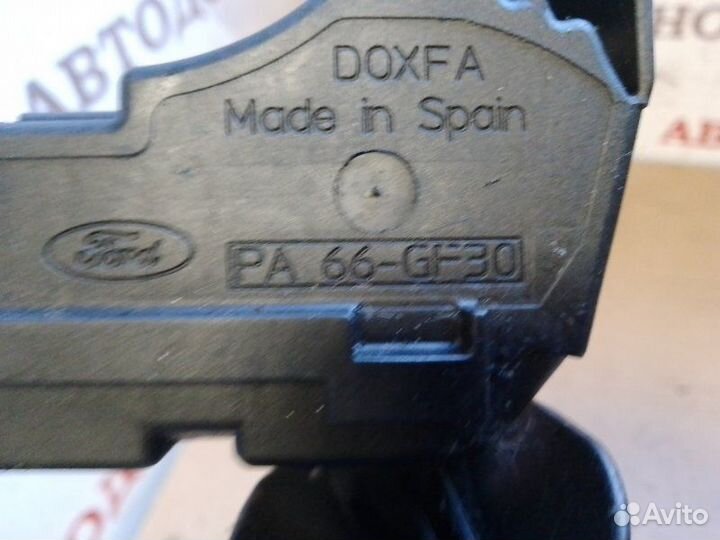 DOXFA
Made in Spain
Ford
PA 66-GF30
Avito